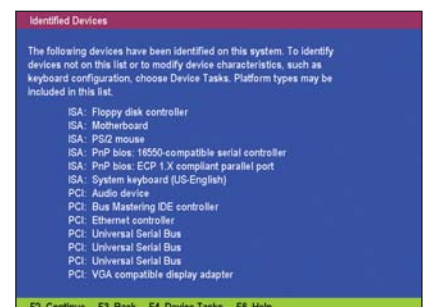 Identified Devices
The following devices have been identified on this system. To identify
devices not on this list or to modify device characteristics, such as
keyboard configuration, choose Device Tasks. Platform types may be
included in this list.
ISA: Floppy disk controller
ISA: Motherboard
ISA: PS/2 mouse
ISA: PnP bios: 16550-compatible serial controller
ISA: PnP bios: ECP 1.X compliant parallel port
ISA: System keyboard (US-English)
PCI: Audio device
PCI: Bus Mastering IDE controller
PCI: Ethernet controller
PCI: Universal Serial Bus
PCI: Universal Serial Bus
PCI: Universal Serial Bus
PCI: VGA compatible display adapter
F2_Continue F3_Back F4_Device Tasks F6_Help